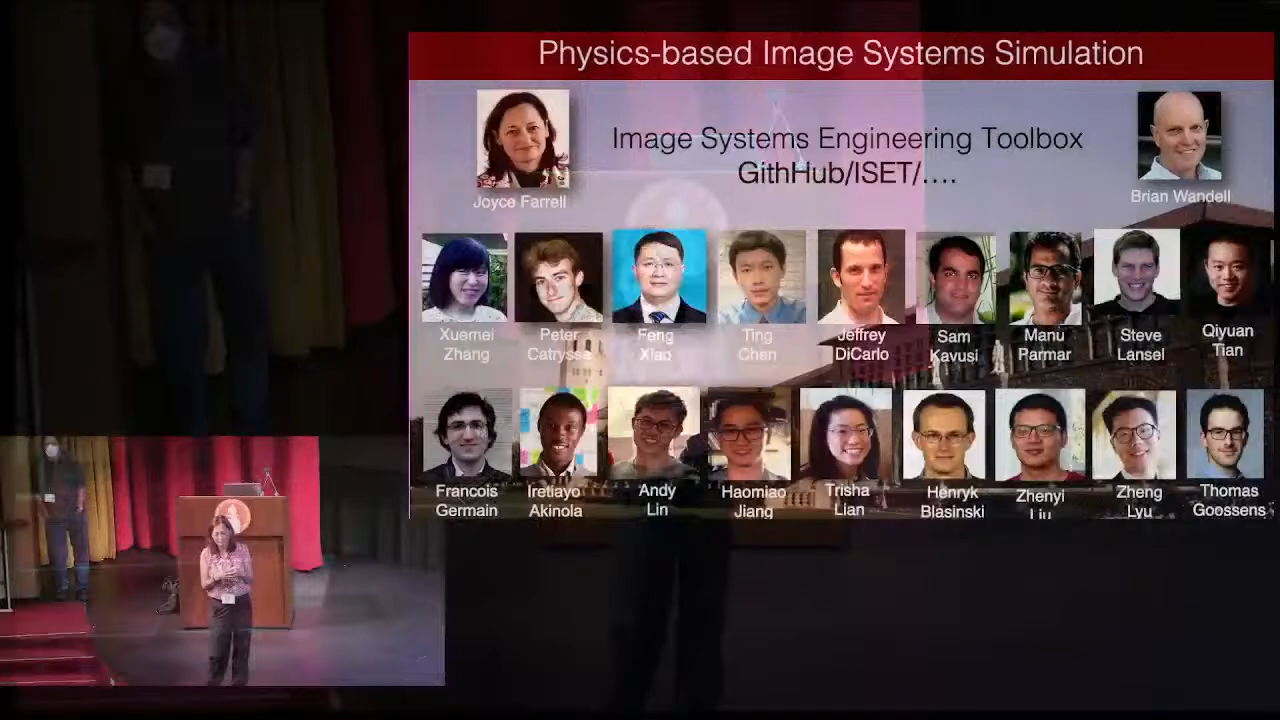 Physics-based Image Systems Simulation
Image Systems Engineering Toolbox
GithHub/ISET/....
Joyce Farrell
Brian Wandell
Xuemei Zhang
Peter Catrysse
Feng Xiao
Ting Chen
Jeffrey DiCarlo
Sam Kavusi
Manu Parmar
Steve Lansel
Qiyuan Tian
Francois Germain
Iretiayo Akinola
Andy Lin
Haomiao Jiang
Trisha Lian
Henryk Blasinski
Zhenyi Liu
Zheng Lyu
Thomas Goossens